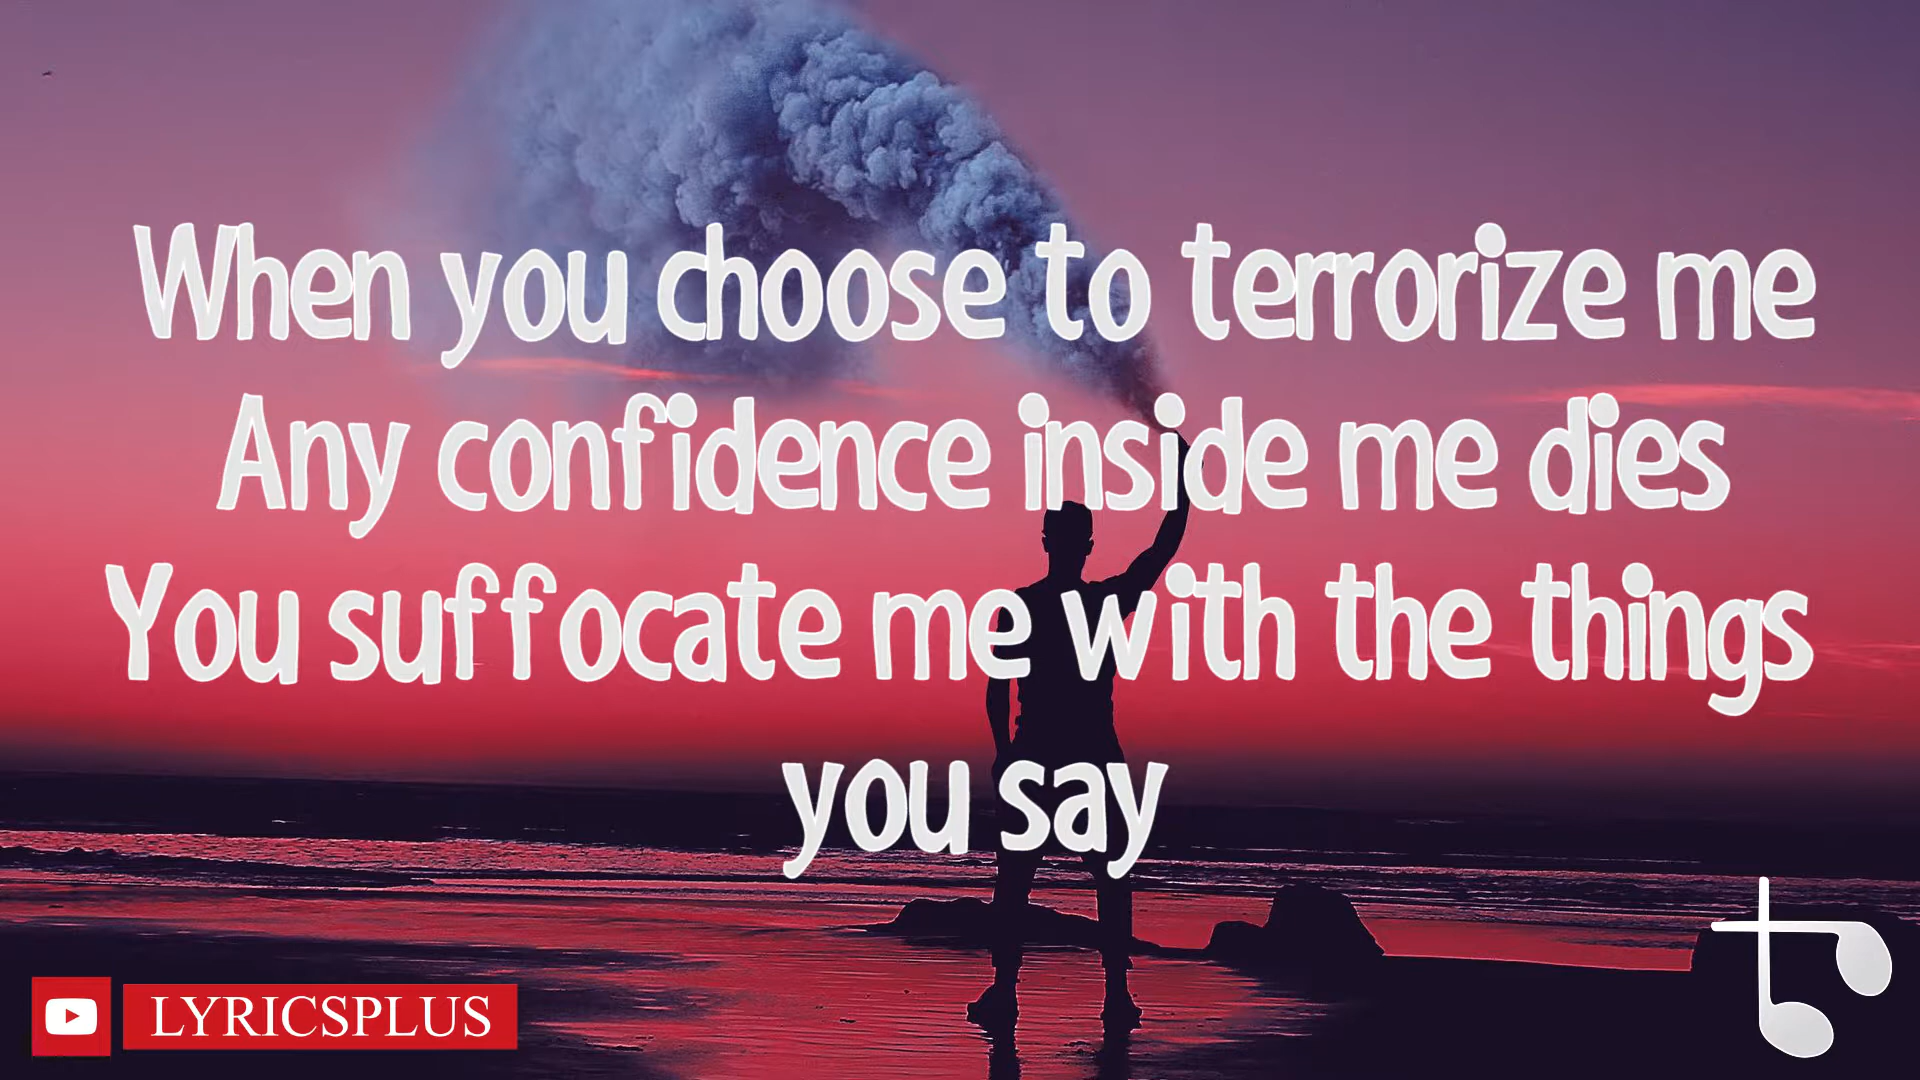 When you choose to terrorize me
Any confidence inside me dies
You suffocate me with the things
you say
LYRICSPLUS